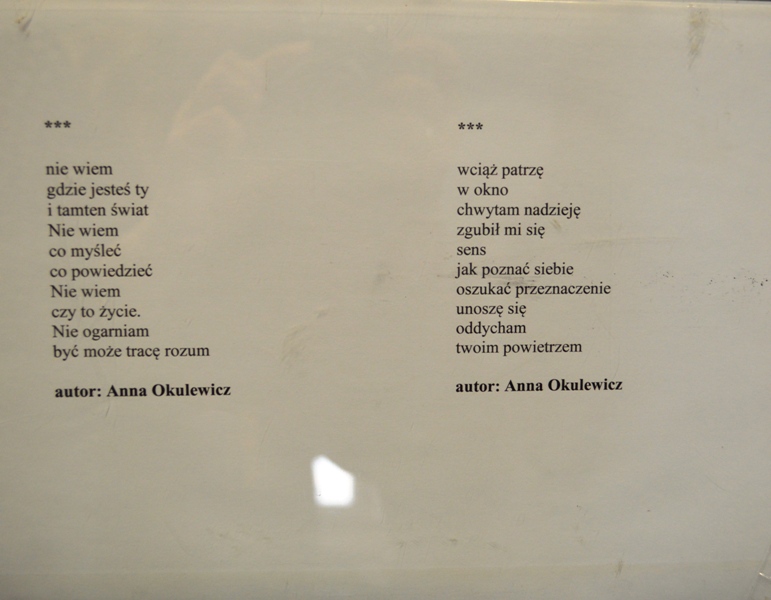 ***
nie wiem
gdzie jesteś ty
i tamten świat
Nie wiem
co myśleć
co powiedzieć
Nie wiem
czy to życie.
Nie ogarniam
być może tracę rozum
autor: Anna Okulewicz
***
wciąż patrzę
w okno
chwytam nadzieję
zgubił mi się
sens
jak poznać siebie
oszukać przeznaczenie
unoszę się
oddycham
twoim powietrzem
autor: Anna Okulewicz